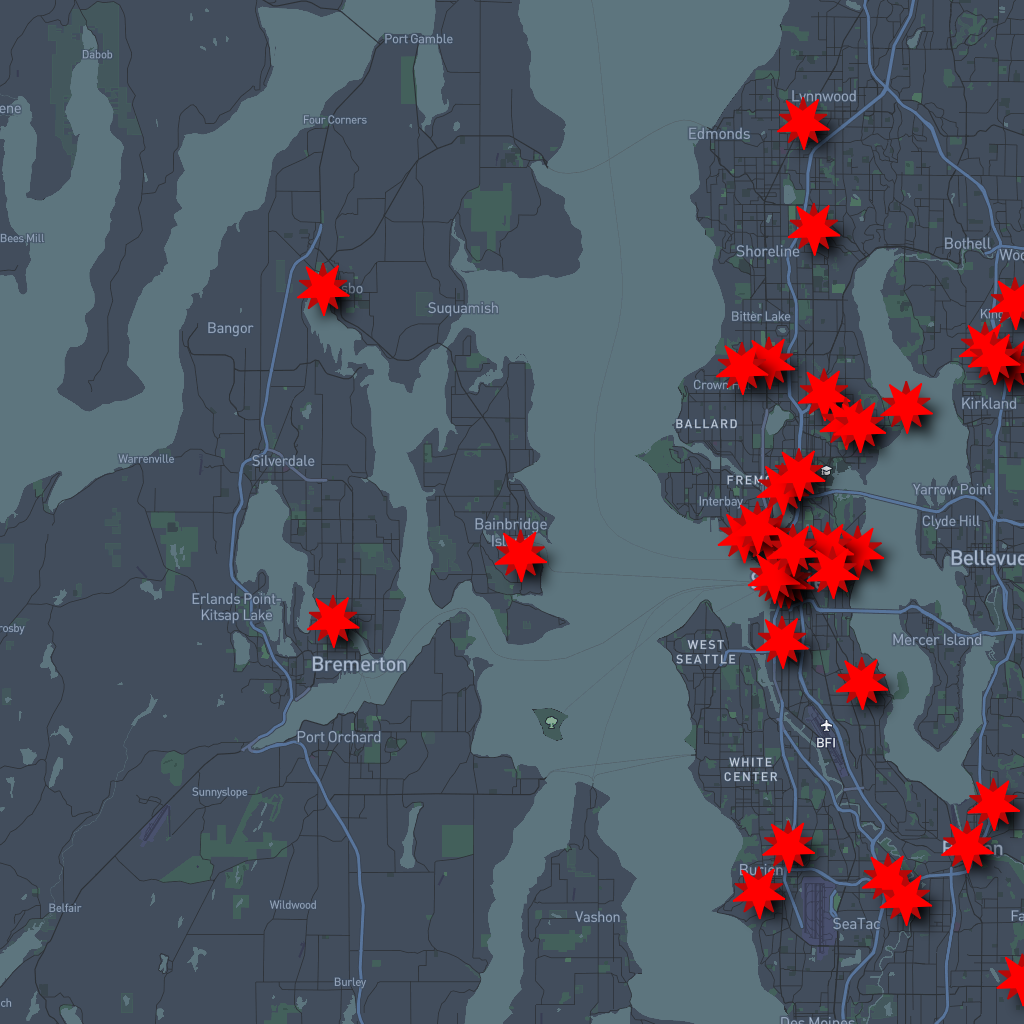 Port Gamble
Dabob
ene
Lynnwood
Four Corners
Edmonds
Bees Mill
Bothell
Shoreline
Woo
sbo
Suquamish
King
Bitter Lake
Bangor
Crown H
Kirkland
BALLARD
Warrenville
Silverdale
FREMO
Yarrow Point
Interbay
Clyde Hill
Bainbridge
Isl
Bellevue
Erlands Point-
Kitsap Lake
rosby
Mercer Island
WEST
SEATTLE
Bremerton
Port Orchard
BFI
WHITE
CENTER
Sunnyslope
on
Burien
Belfair
Wildwood
Vashon
Fa
SeaTac
Burley
ch
Des Moines